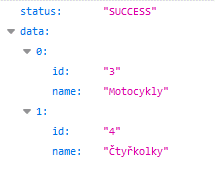 status: "SUCCESS"
data:
0:
id: "3"
name: "Motocykly"
1:
id: "4"
name: "Čtyřkolky"